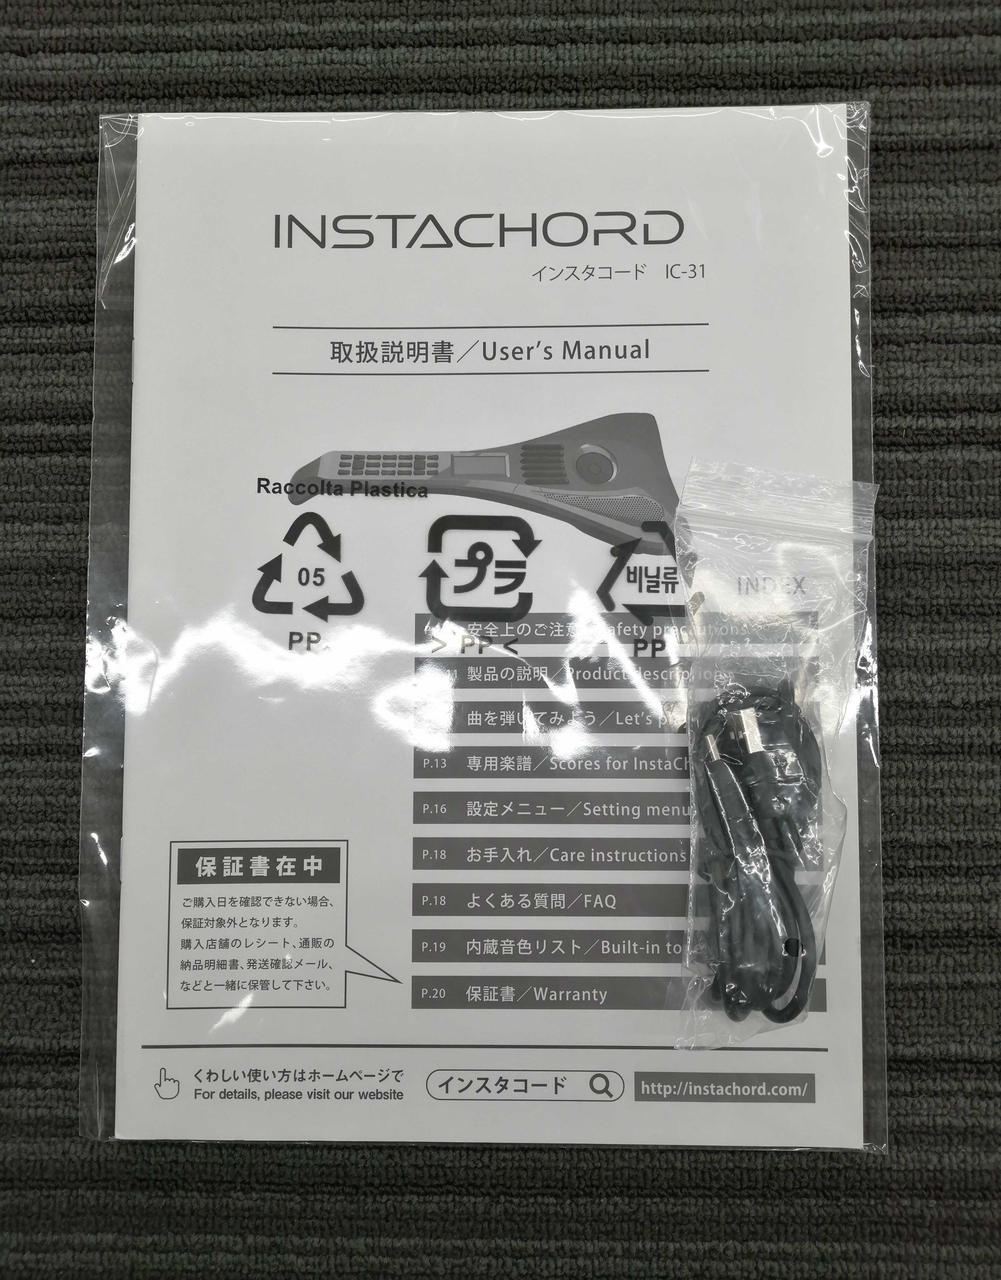 INSTACHORD
インスタコード IC-31
取扱説明書／User's Manual
Raccolta Plastica
05
PP
プラ
> PP <
비닐류
PP
INDEX
安全上のご注意／Safety precautions
製品の説明／Product description
曲を弾いてみよう／Let's
P.13 専用楽譜／Scores for
P.16 設定メニュー／Setting menu
P.18 お手入れ／Care instructions
P.18 よくある質問／FAQ
P.19 内蔵音色リスト／Built-in
P.20 保証書／Warranty
保証書在中
ご購入日を確認できない場合、
保証対象外となります。
購入店舗のレシート、通販の
納品明細書、発送確認メール、
などと一緒に保管して下さい。
くわしい使い方はホームページで
For details, please visit our website
インスタコード
http://instachord.com/